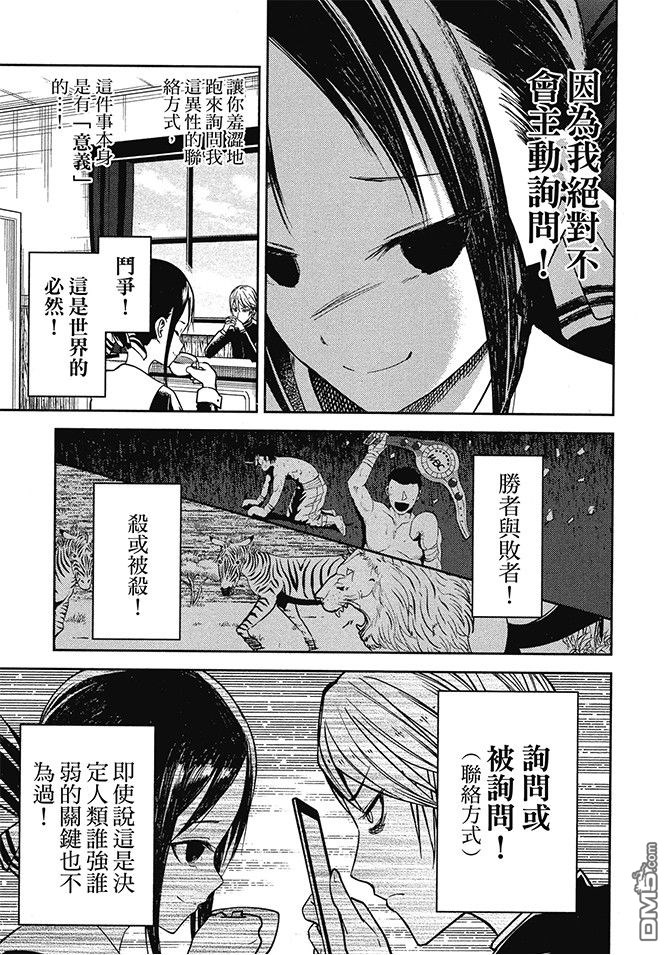 因為我絕對不
會主動詢問！
讓你羞澀地
跑來詢問我
這異性的聯
絡方式，
這件事本身
是有「意義」
的…！
鬥爭！
這是世界的
必然！
勝者與敗者！
殺或被殺！
詢問或
被詢問！
（聯絡方式）
即使說這是決
定人類誰強誰
弱的關鍵也不
為過！
DM5.com